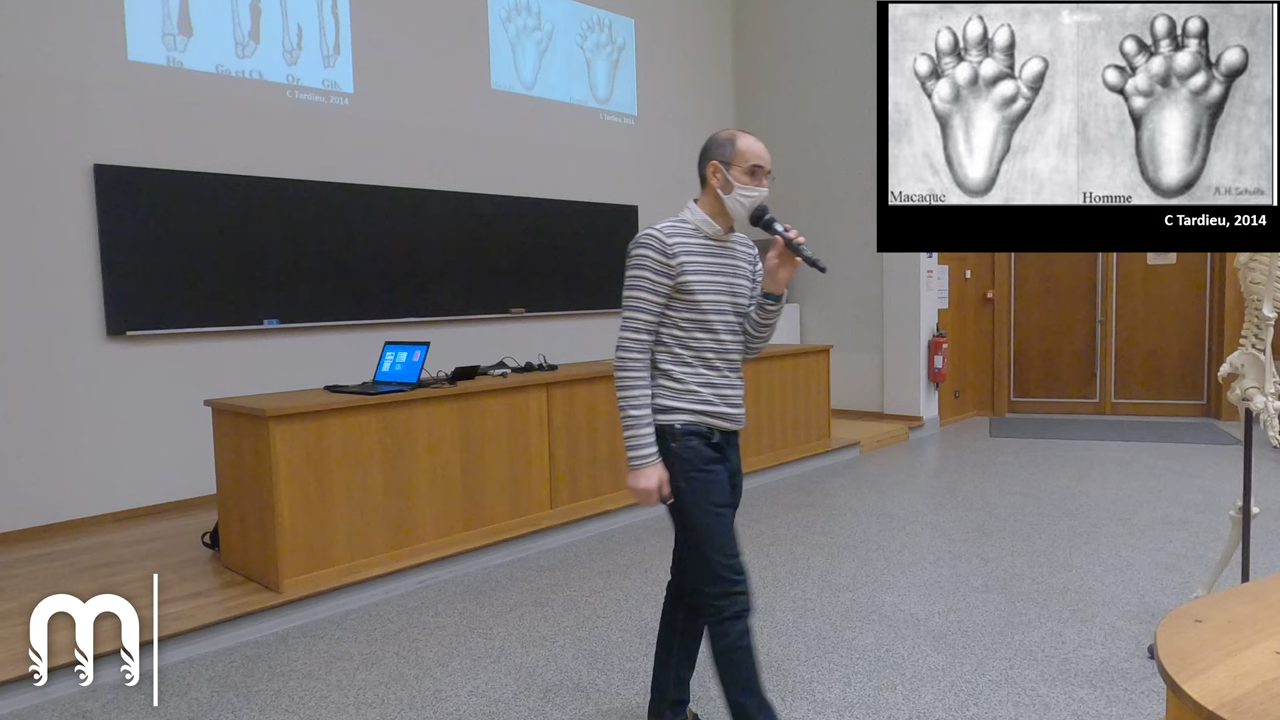 Ho
Go et Ch
Or
Gib
C Tardieu, 2014
C Tardieu, 2014
Macaque
Homme
A.H. Schultz
C Tardieu, 2014
m